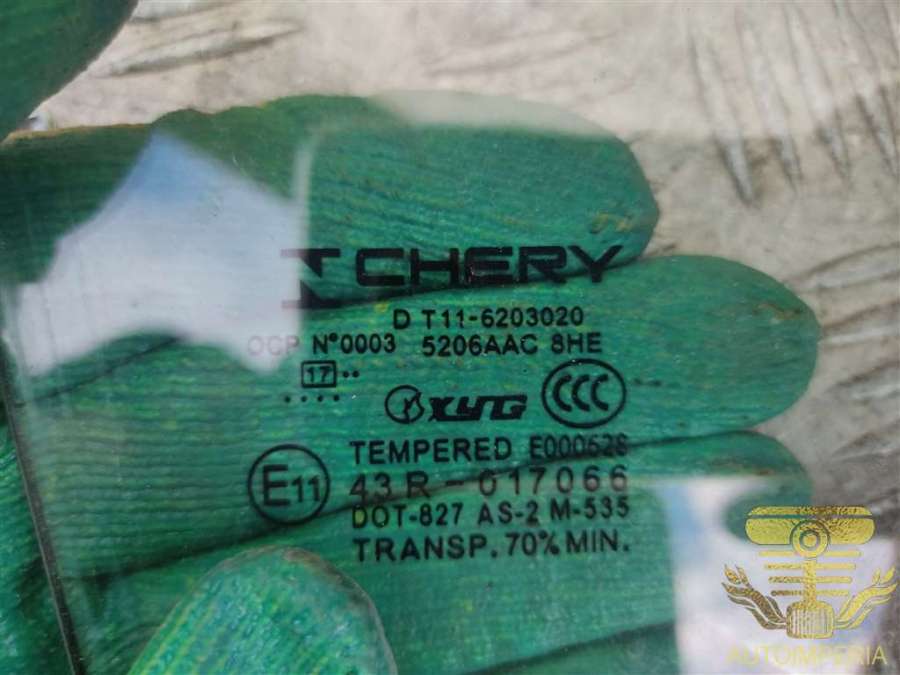 CHERY
D T11-6203020
OCP N°0003 5206AAC 8HE
17
XYG CCC
TEMPERED E000628
E11 43R-017066
DOT-827 AS-2 M-535
TRANSP. 70% MIN.
AUTOIMPERIA